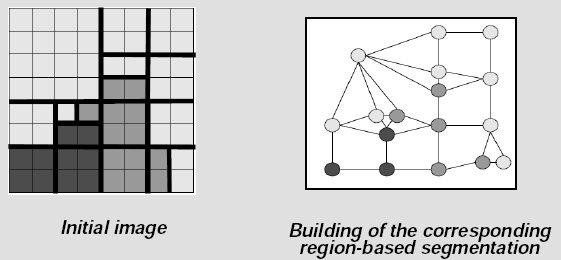 Initial image
Building of the corresponding
region-based segmentation